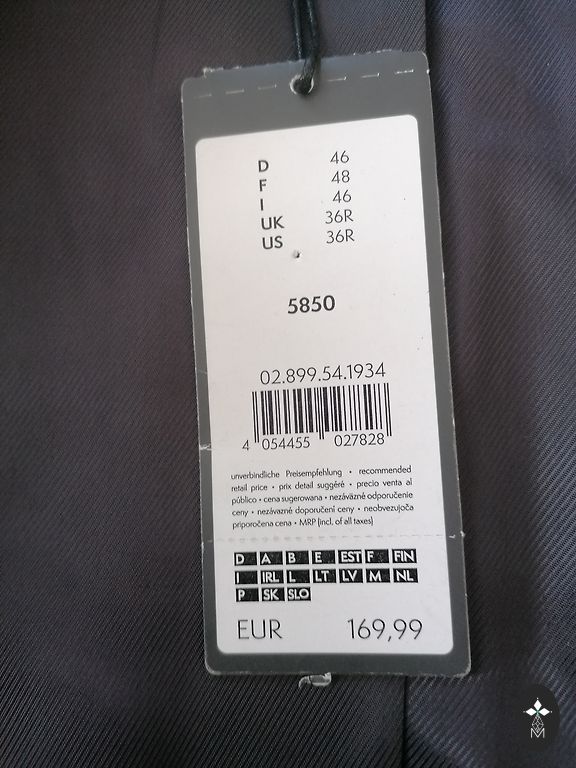 D 46
F 48
I 46
UK 36R
US 36R
5850
02.899.54.1934
4 054455 027828
unverbindliche Preisempfehlung • recommended
retail price • prix detail suggéré • precio venta al
público • cena sugerowana • nezáväzné odporučenie
ceny • nezávazné doporučení ceny • neobvezujoča
priporočena cena • MRP (incl. of all taxes)
D A B E EST F FIN
I IRL L LT LV M NL
P SK SLO
EUR 169,99
M